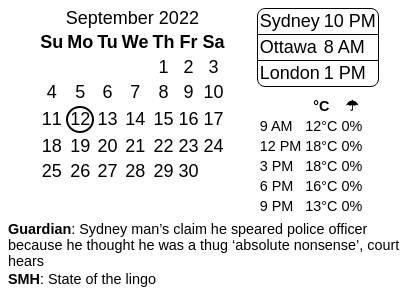 September 2022
Su Mo Tu We Th Fr Sa
1 2 3
4 5 6 7 8 9 10
11 12 13 14 15 16 17
18 19 20 21 22 23 24
25 26 27 28 29 30
Sydney 10 PM
Ottawa 8 AM
London 1 PM
°C ☂
9 AM 12°C 0%
12 PM 18°C 0%
3 PM 18°C 0%
6 PM 16°C 0%
9 PM 13°C 0%
Guardian: Sydney man’s claim he speared police officer
because he thought he was a thug ‘absolute nonsense’, court
hears
SMH: State of the lingo